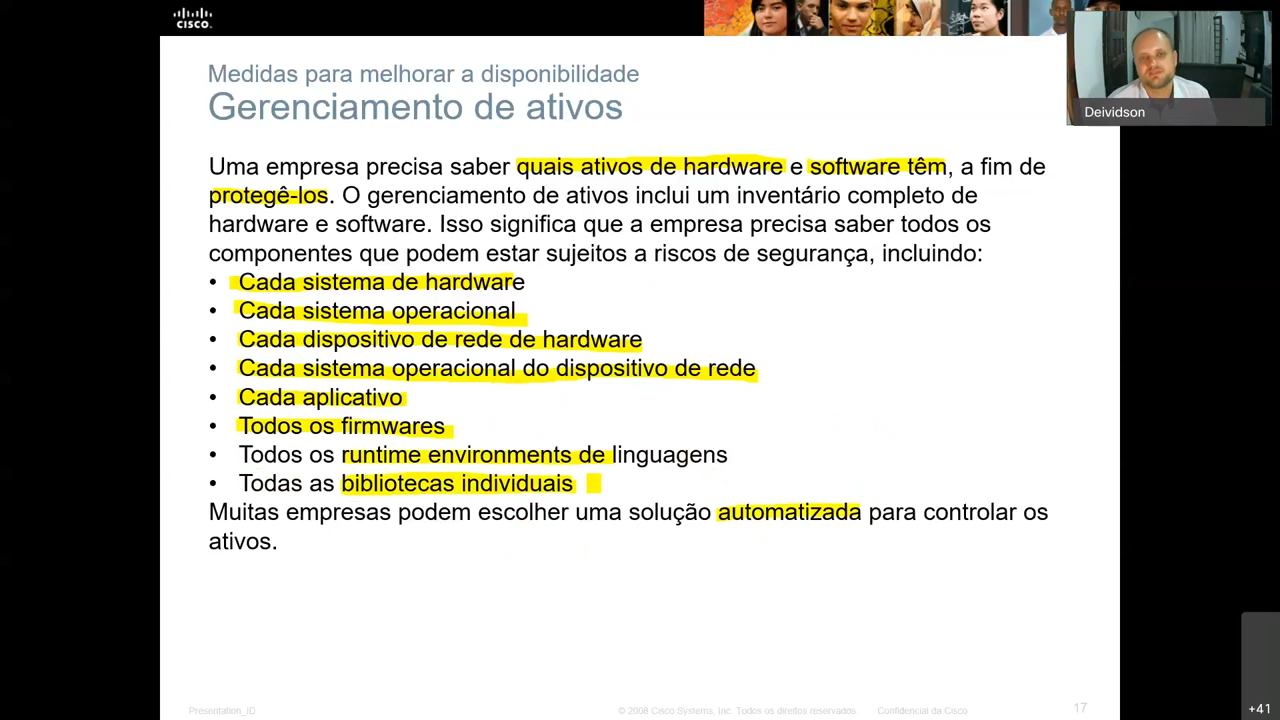 CISCO.
Medidas para melhorar a disponibilidade
Gerenciamento de ativos
Deividson
Uma empresa precisa saber quais ativos de hardware e software têm, a fim de
protegê-los. O gerenciamento de ativos inclui um inventário completo de
hardware e software. Isso significa que a empresa precisa saber todos os
componentes que podem estar sujeitos a riscos de segurança, incluindo:
• Cada sistema de hardware
• Cada sistema operacional
• Cada dispositivo de rede de hardware
• Cada sistema operacional do dispositivo de rede
• Cada aplicativo
• Todos os firmwares
• Todos os runtime environments de linguagens
• Todas as bibliotecas individuais
Muitas empresas podem escolher uma solução automatizada para controlar os
ativos.
Presentation_ID
© 2008 Cisco Systems, Inc. Todos os direitos reservados.
Confidencial da Cisco
17
+41